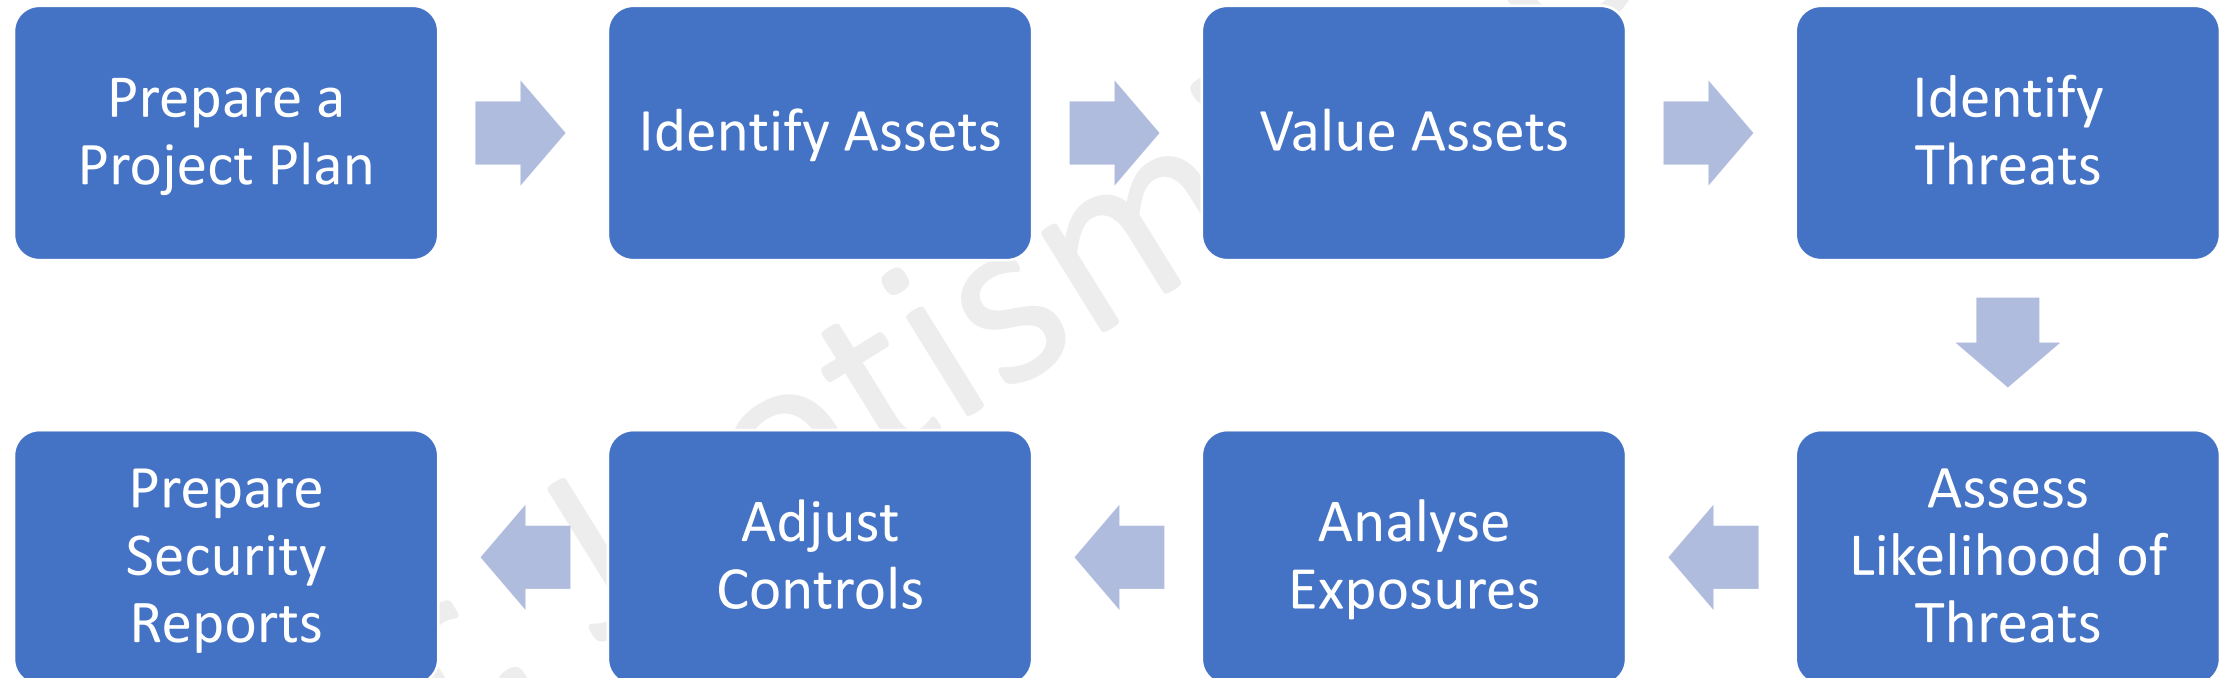 Prepare a
Project Plan
Identify Assets
Value Assets
Identify
Threats
Assess
Likelihood of
Threats
Analyse
Exposures
Adjust
Controls
Prepare
Security
Reports